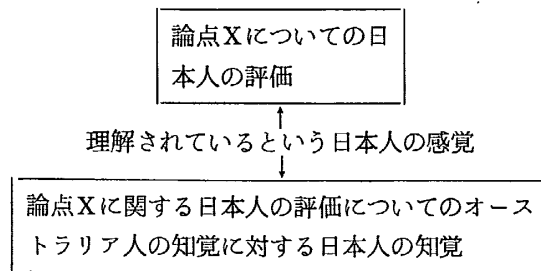 論点Xについての日
本人の評価
理解されているという日本人の感覚
論点Xに関する日本人の評価についてのオース
トラリア人の知覚に対する日本人の知覚